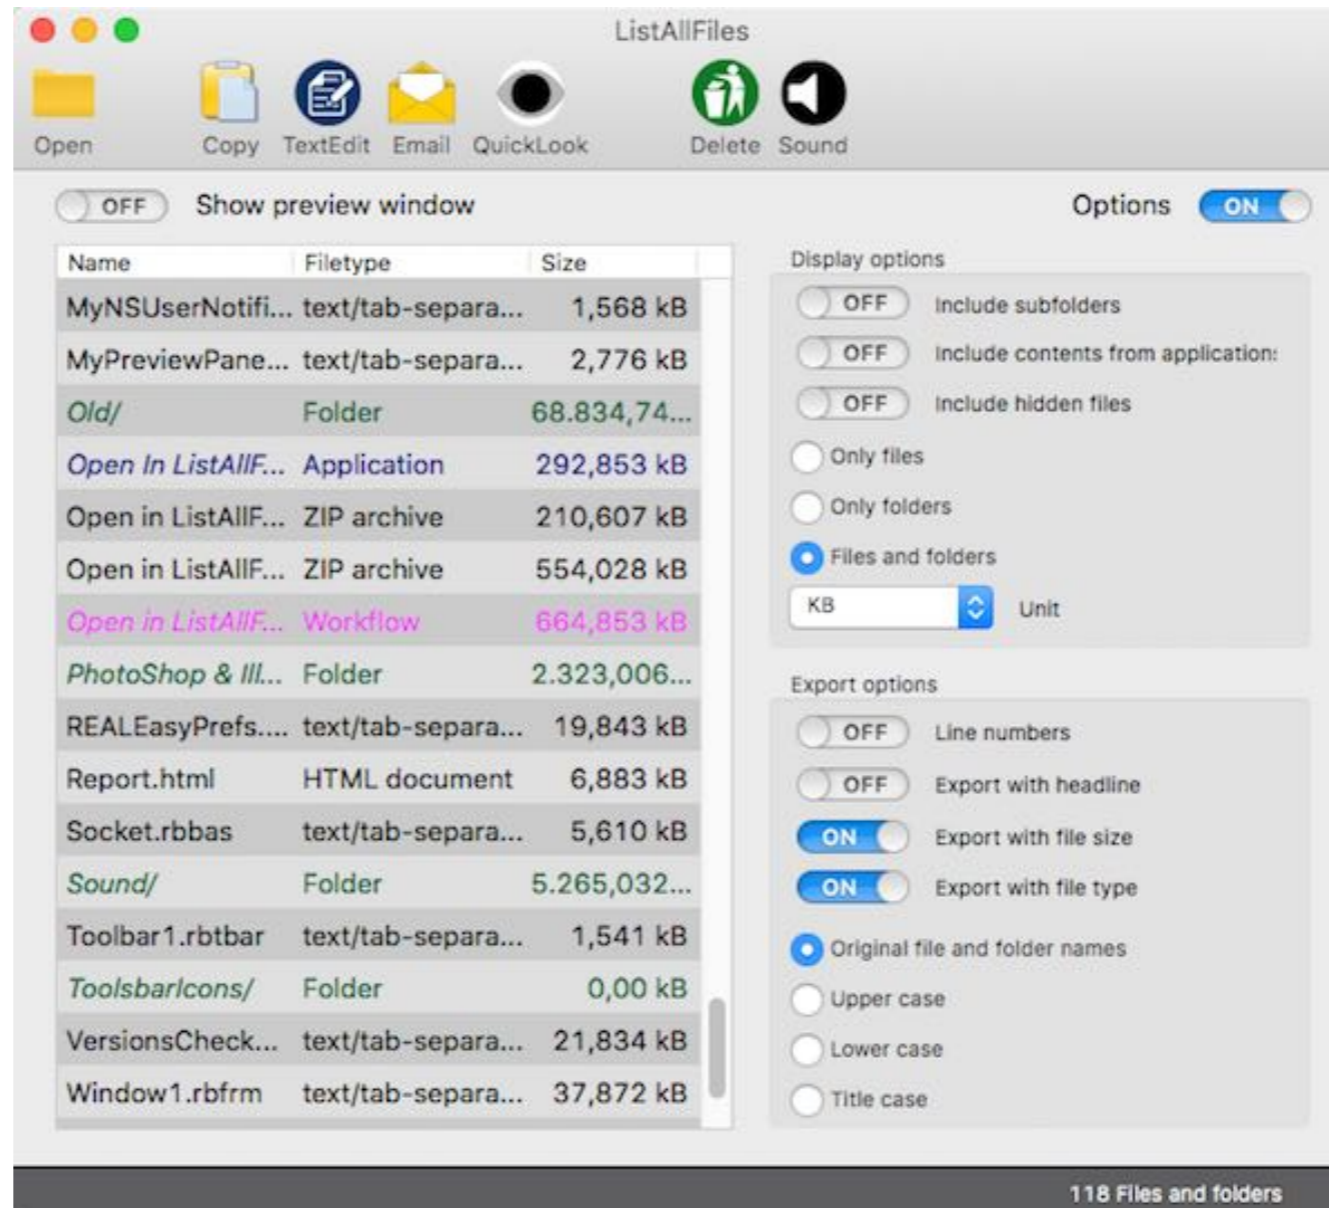 ListAllFiles
Open Copy TextEdit Email QuickLook Delete Sound
OFF Show preview window Options ON
Name Filetype Size
MyNSUserNotifi... text/tab-separa... 1,568 kB
MyPreviewPane... text/tab-separa... 2,776 kB
Old/ Folder 68.834,74...
Open In ListAllF... Application 292,853 kB
Open in ListAllF... ZIP archive 210,607 kB
Open in ListAllF... ZIP archive 554,028 kB
Open in ListAllF... Workflow 664,853 kB
PhotoShop & Ill... Folder 2.323,006...
REALEasyPrefs.... text/tab-separa... 19,843 kB
Report.html HTML document 6,883 kB
Socket.rbbas text/tab-separa... 5,610 kB
Sound/ Folder 5.265,032...
Toolbar1.rbtbar text/tab-separa... 1,541 kB
ToolsbarIcons/ Folder 0,00 kB
VersionsCheck... text/tab-separa... 21,834 kB
Window1.rbfrm text/tab-separa... 37,872 kB
Display options
OFF Include subfolders
OFF Include contents from applications
OFF Include hidden files
Only files
Only folders
Files and folders
KB Unit
Export options
OFF Line numbers
OFF Export with headline
ON Export with file size
ON Export with file type
Original file and folder names
Upper case
Lower case
Title case
118 Files and folders